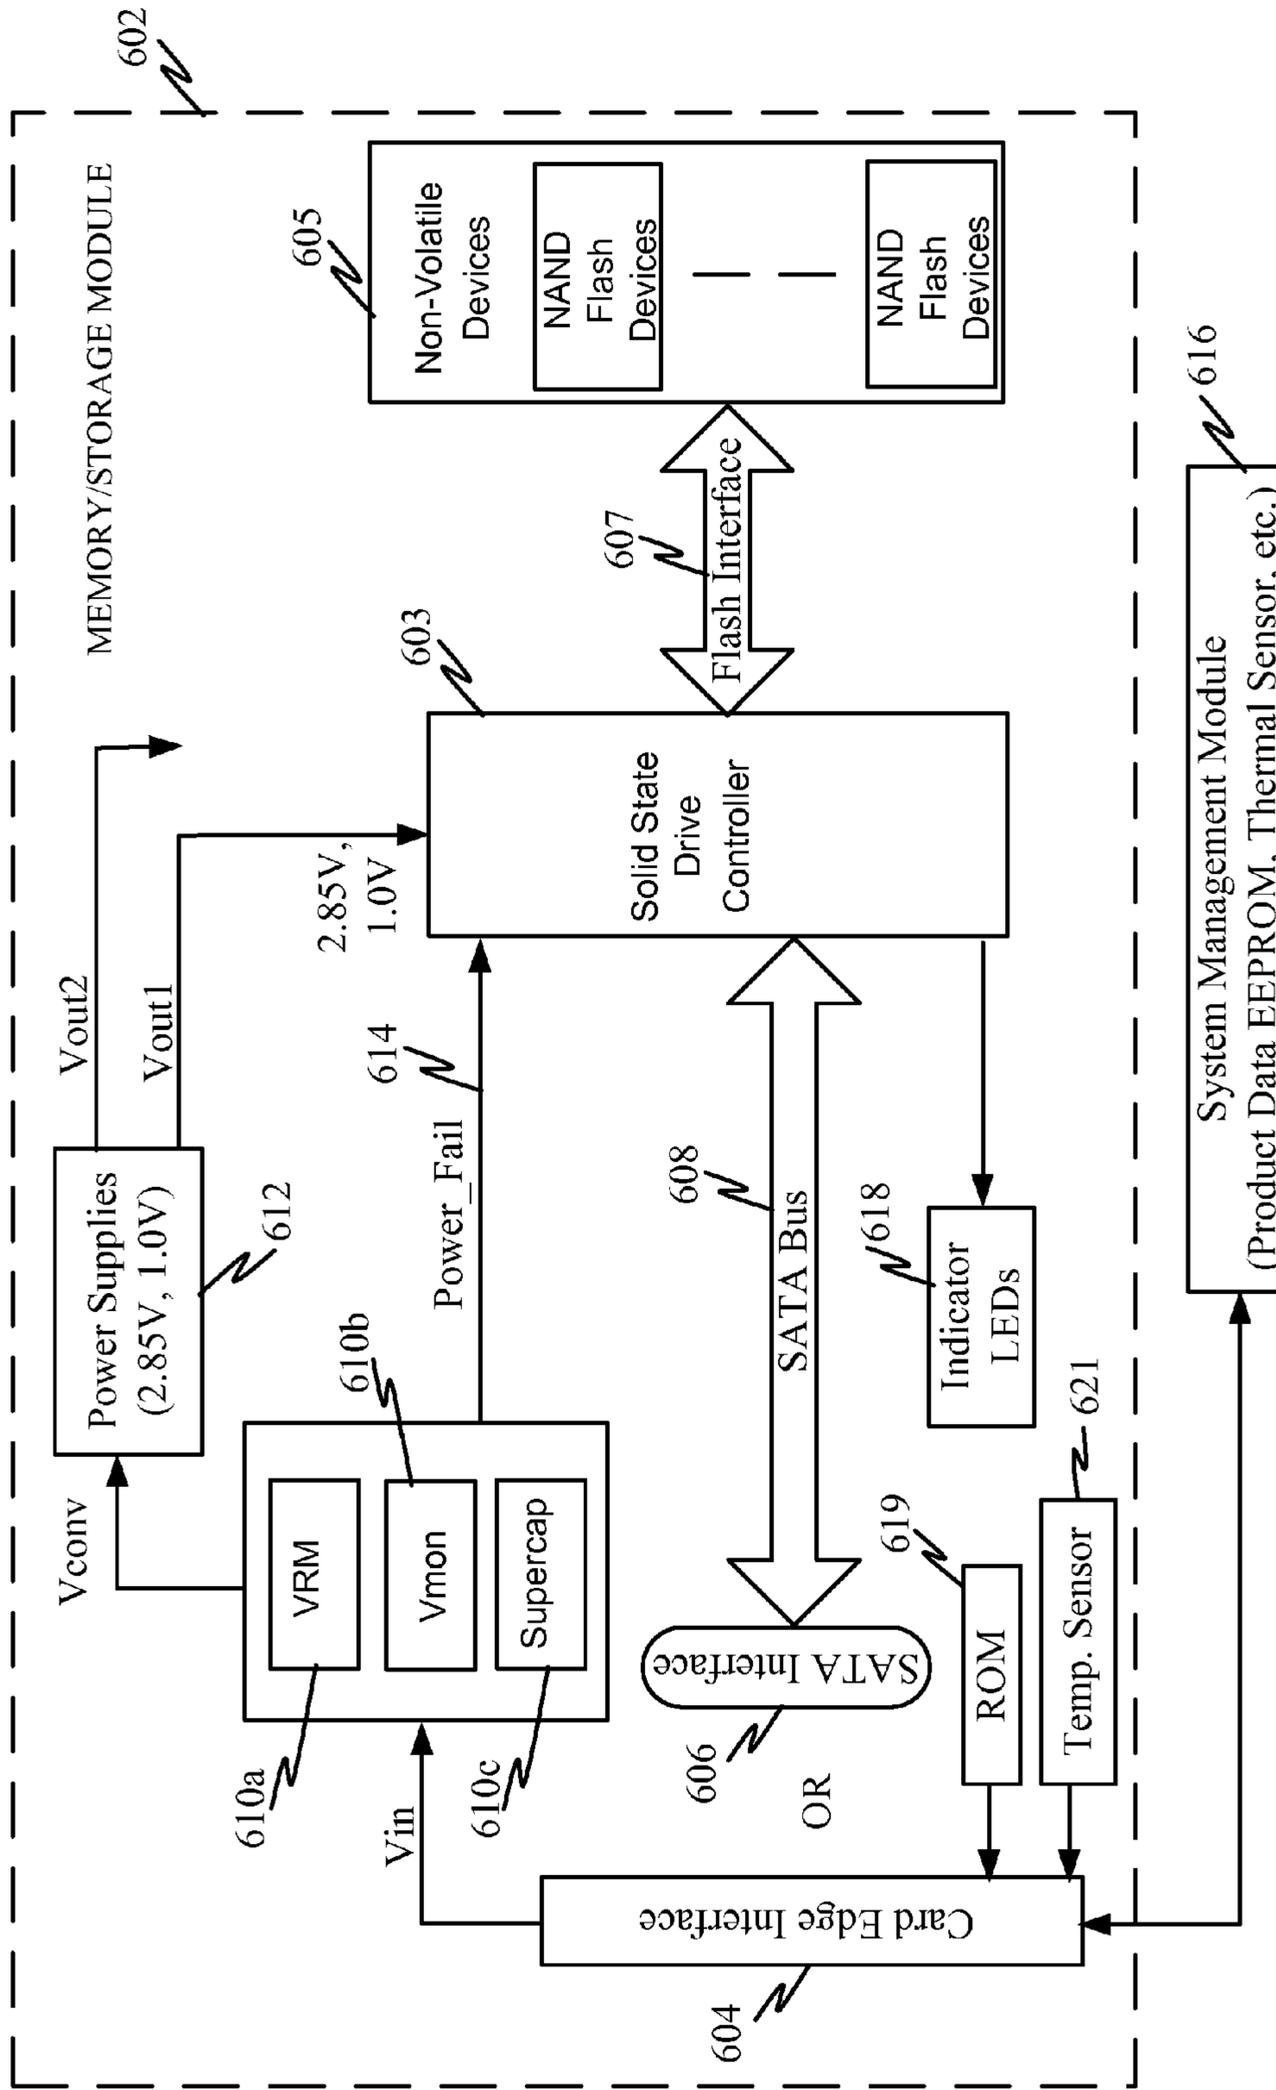 602
MEMORY/STORAGE MODULE
Vconv
Power Supplies
(2.85V, 1.0V)
612
Vout2
Vout1
2.85V,
1.0V
610a
VRM
610b
Vmon
610c
Supercap
Vin
Power_Fail
614
603
Solid State
Drive
Controller
607
Flash Interface
605
Non-Volatile
Devices
NAND
Flash
Devices
NAND
Flash
Devices
608
SATA Bus
SATA Interface
606
OR
604
Card Edge Interface
618
Indicator
LEDs
619
ROM
621
Temp. Sensor
616
System Management Module
(Product Data EEPROM, Thermal Sensor, etc.)